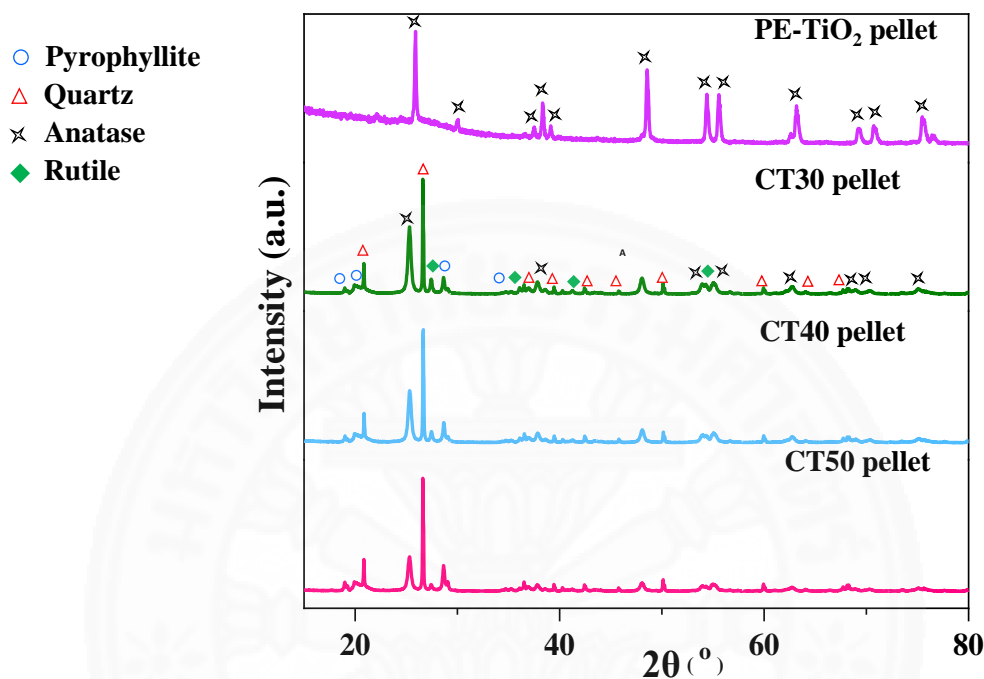 Pyrophyllite
Quartz
Anatase
Rutile
PE-TiO₂ pellet
CT30 pellet
A
CT40 pellet
CT50 pellet
Intensity (a.u.)
20
40
60
80
2θ (°)